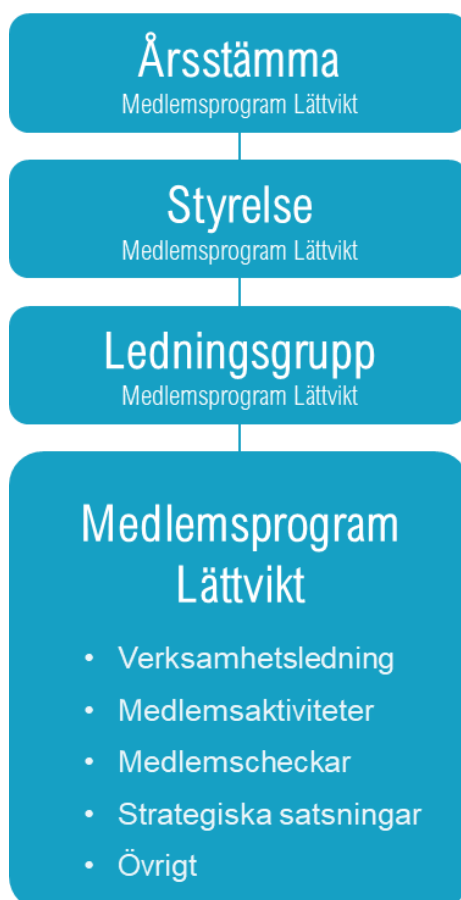 Årsstämma
Medlemsprogram Lättvikt
Styrelse
Medlemsprogram Lättvikt
Ledningsgrupp
Medlemsprogram Lättvikt
Medlemsprogram
Lättvikt
• Verksamhetsledning
• Medlemsaktiviteter
• Medlemscheckar
• Strategiska satsningar
• Övrigt